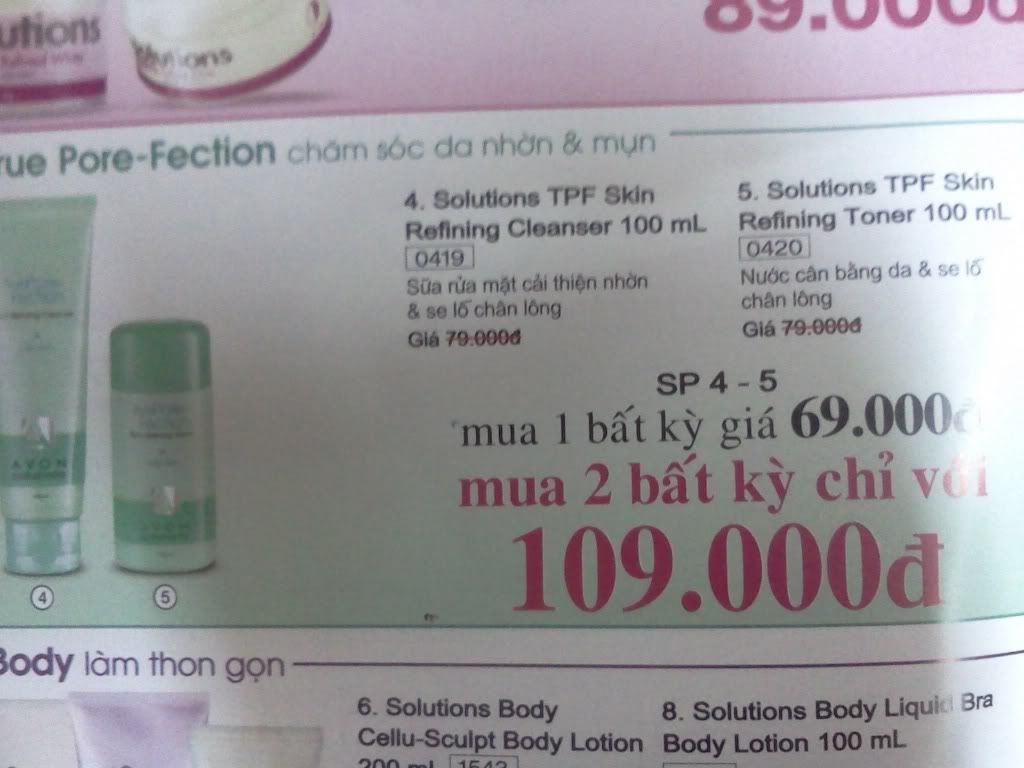 utions
89.000đ
rue Pore-Fection chăm sóc da nhờn & mụn
4. Solutions TPF Skin
Refining Cleanser 100 mL
0419
Sữa rửa mặt cải thiện nhờn
& se lỗ chân lông
Giá 79.000đ
5. Solutions TPF Skin
Refining Toner 100 mL
0420
Nước cân bằng da & se lỗ
chân lông
Giá 79.000đ
SP 4 - 5
mua 1 bất kỳ giá 69.000đ
mua 2 bất kỳ chỉ với
109.000đ
AVON
4
5
Body làm thon gọn
6. Solutions Body
Cellu-Sculpt Body Lotion
200 mL 1543
8. Solutions Body Liquid Bra
Body Lotion 100 mL